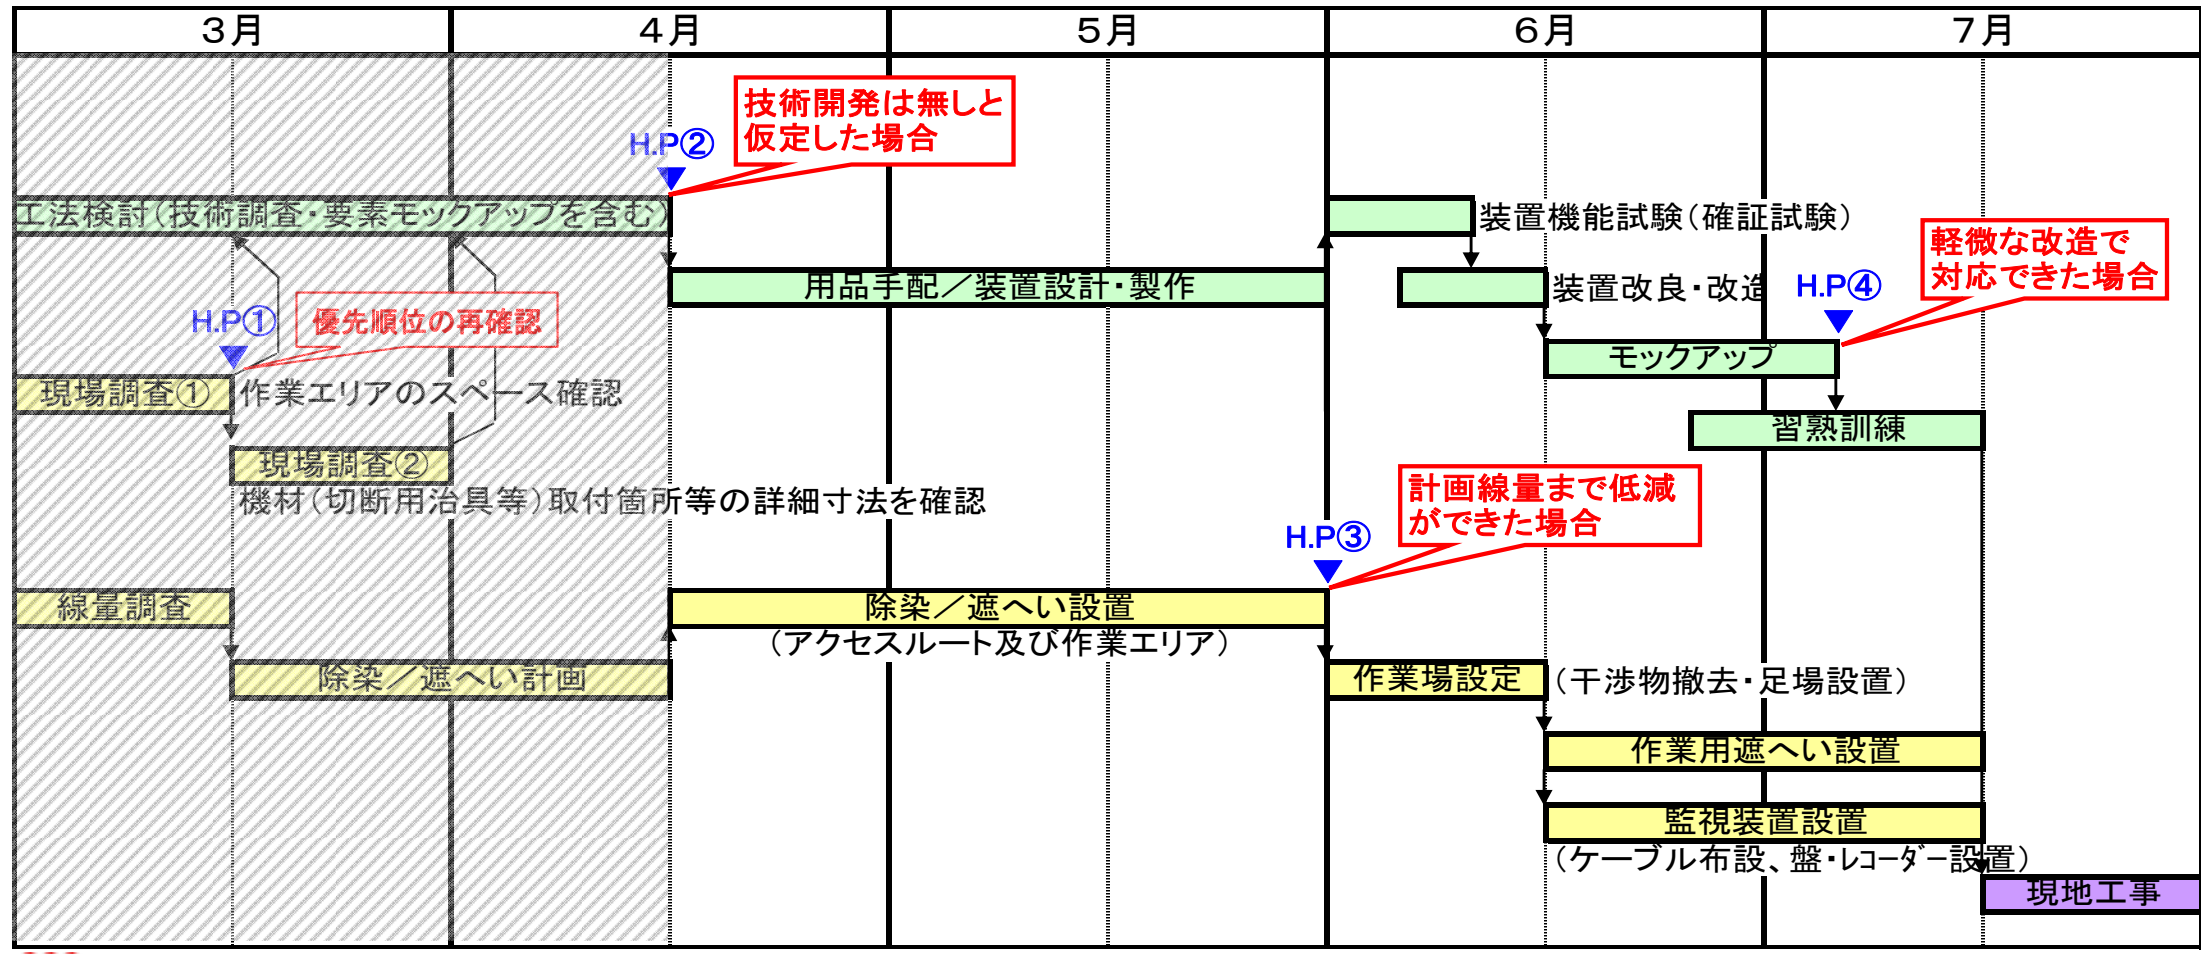 ３月
４月
５月
６月
７月
技術開発は無しと
仮定した場合
H.P②
工法検討（技術調査・要素モックアップを含む）
装置機能試験（確証試験）
軽微な改造で
対応できた場合
用品手配／装置設計・製作
装置改良・改造
H.P④
H.P①
優先順位の再確認
モックアップ
現場調査①
作業エリアのスペース確認
習熟訓練
現場調査②
機材（切断用治具等）取付箇所等の詳細寸法を確認
計画線量まで低減
ができた場合
H.P③
線量調査
除染／遮へい設置
（アクセスルート及び作業エリア）
除染／遮へい計画
作業場設定
（干渉物撤去・足場設置）
作業用遮へい設置
監視装置設置
（ケーブル布設、盤・ﾚｺｰﾀﾞｰ設置）
現地工事